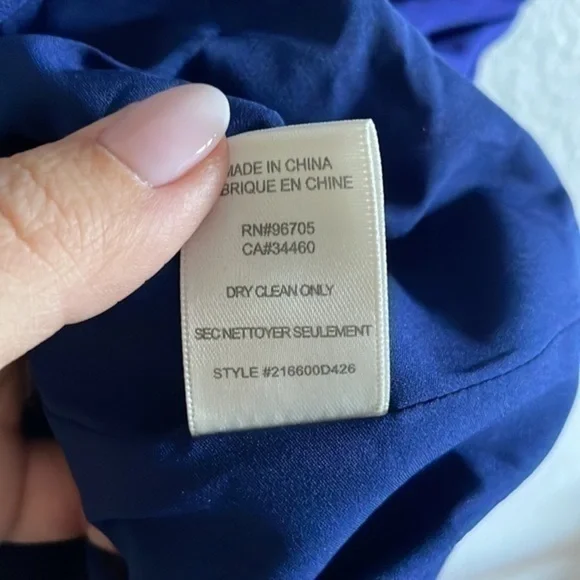 MADE IN CHINA
BRIQUE EN CHINE
RN#96705
CA#34460
DRY CLEAN ONLY
SEC NETTOYER SEULEMENT
STYLE #216600D426